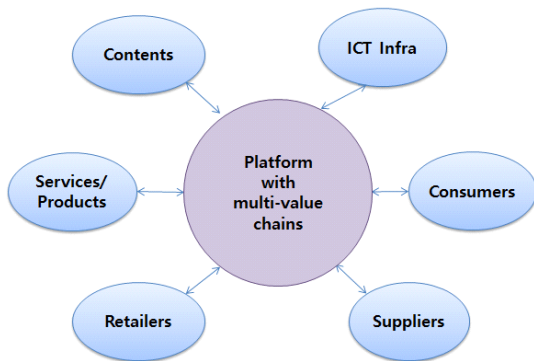 Contents
ICT Infra
Platform
with
multi-value
chains
Services/
Products
Consumers
Retailers
Suppliers